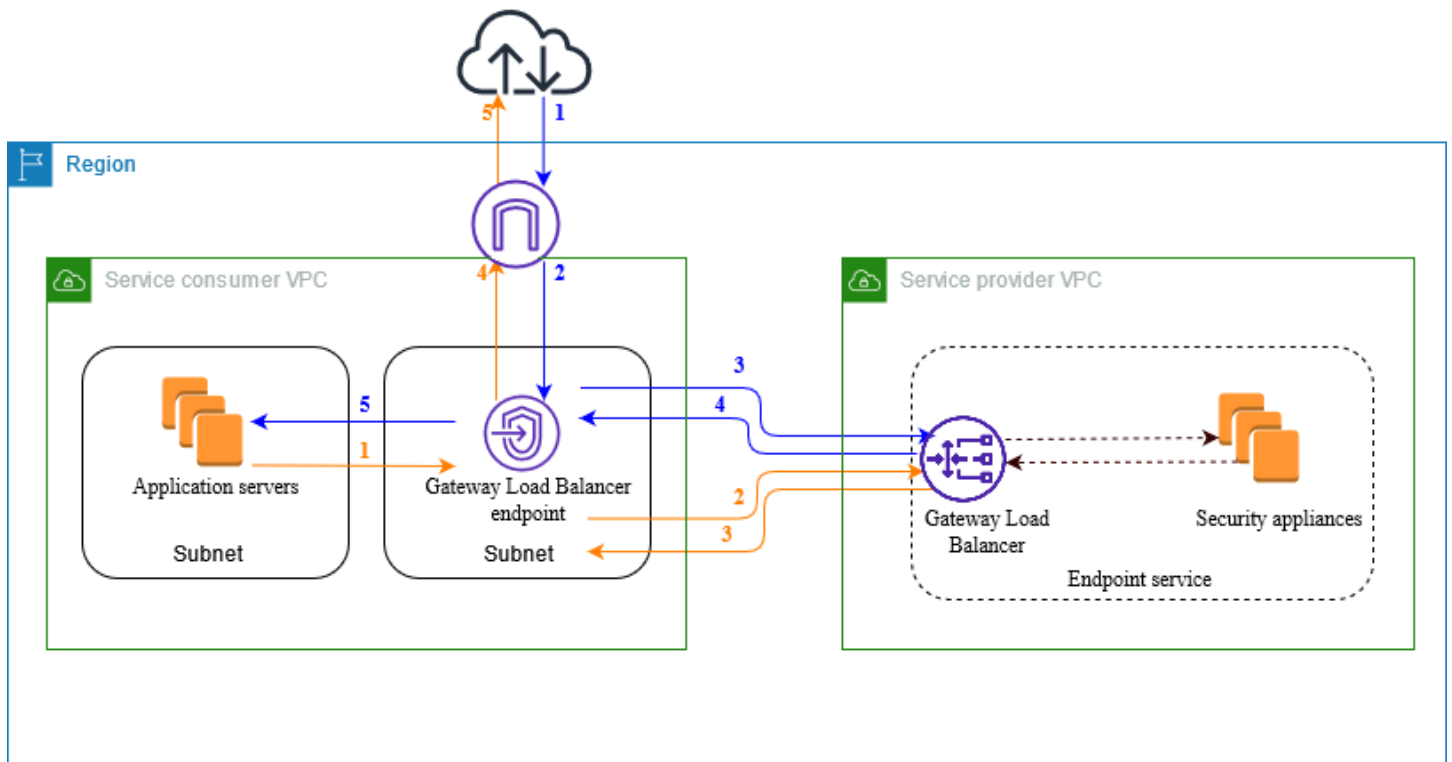 5 1
Region
4 2
Service consumer VPC
Service provider VPC
3
4
5
1
Application servers
Subnet
Gateway Load Balancer
endpoint
Subnet
2
3
Gateway Load
Balancer
Security appliances
Endpoint service